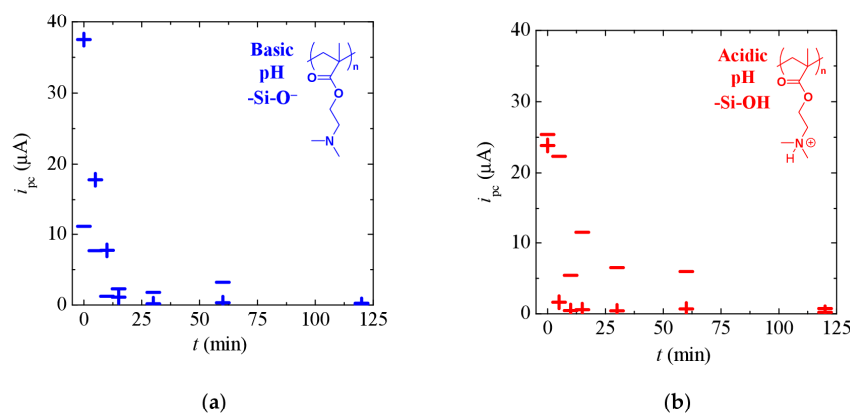 40
30
20
10
0
i pc (μA)
Basic
pH
-Si-O⁻
O
O
N
n
0 25 50 75 100 125
t (min)
(a)
40
30
20
10
0
i pc (μA)
Acidic
pH
-Si-OH
O
O
N
H
⊕
n
0 25 50 75 100 125
t (min)
(b)